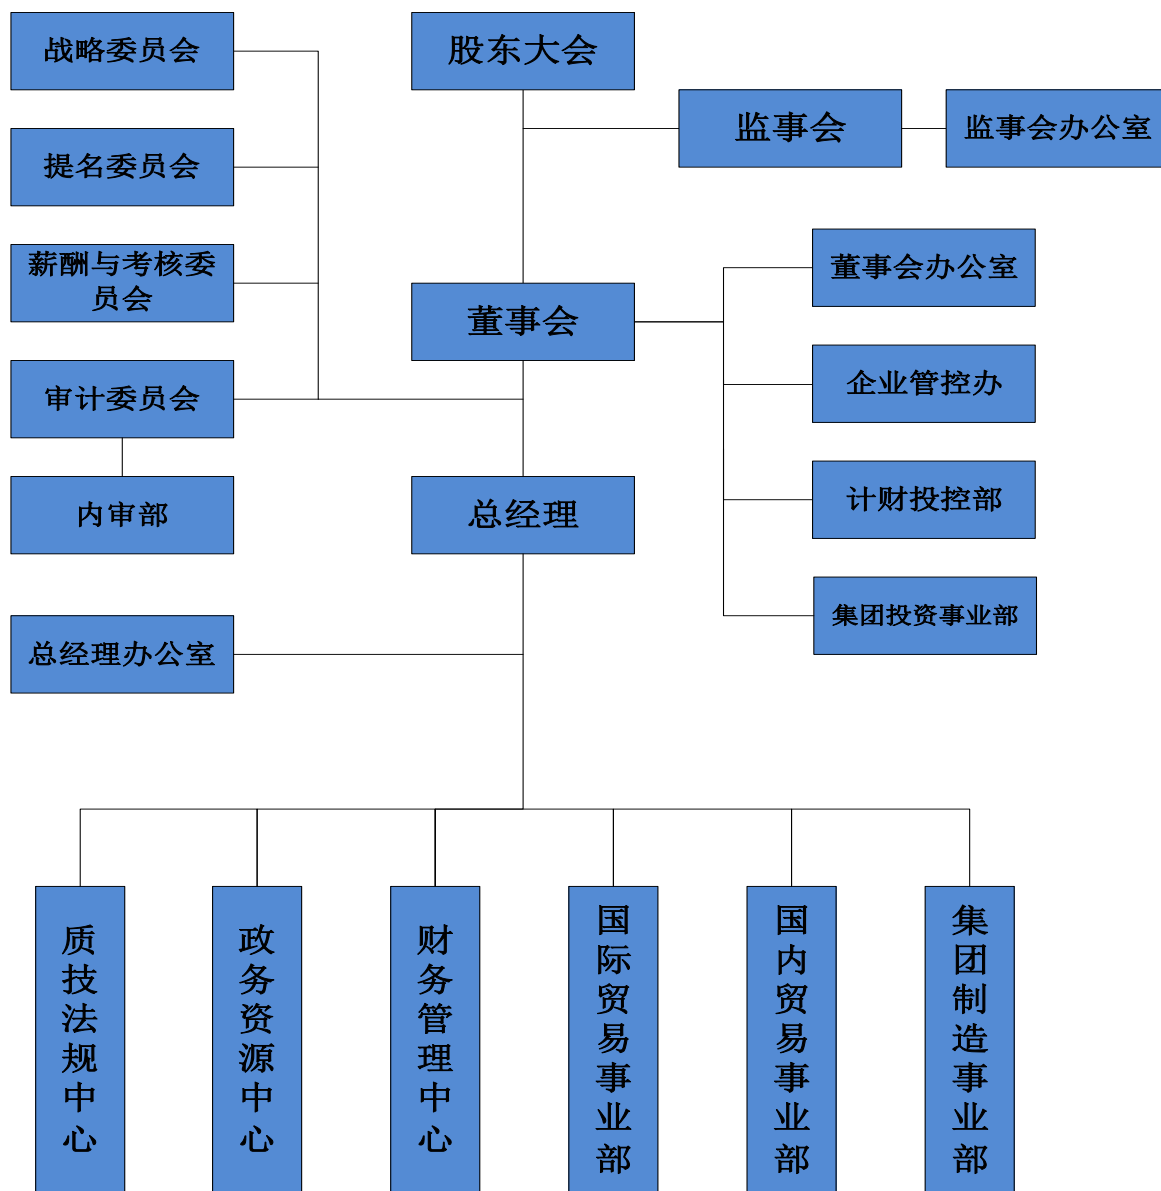 战略委员会
股东大会
监事会
监事会办公室
提名委员会
薪酬与考核委
员会
董事会
董事会办公室
审计委员会
企业管控办
内审部
总经理
计财投控部
集团投资事业部
总经理办公室
质技法规中心
政务资源中心
财务管理中心
国际贸易事业部
国内贸易事业部
集团制造事业部